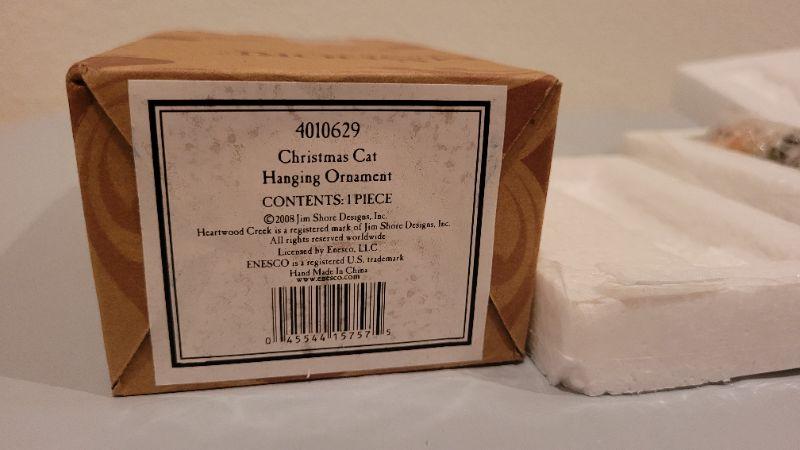 4010629
Christmas Cat
Hanging Ornament
CONTENTS: 1 PIECE
©2008 Jim Shore Designs, Inc.
Heartwood Creek is a registered mark of Jim Shore Designs, Inc.
All rights reserved worldwide
Licensed by Enesco, LLC
ENESCO is a registered U.S. trademark
Hand Made In China
www.enesco.com
0 45544 15757 5